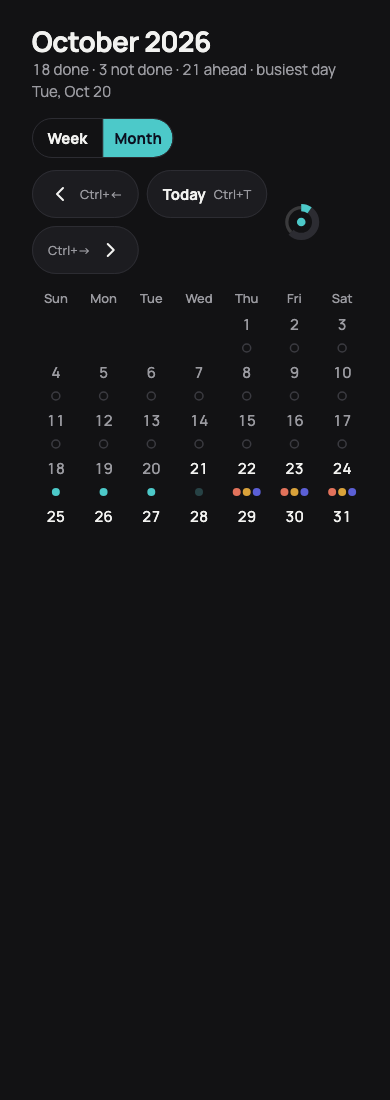 October 2026
18 done · 3 not done · 21 ahead · busiest day
Tue, Oct 20
Week Month
Ctrl+← Today Ctrl+T
Ctrl+→
Sun Mon Tue Wed Thu Fri Sat
1 2 3
4 5 6 7 8 9 10
11 12 13 14 15 16 17
18 19 20 21 22 23 24
25 26 27 28 29 30 31